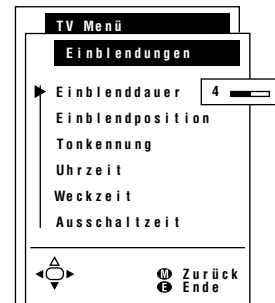 TV Menü
Einblendungen
Einblenddauer 4
Einblendposition
Tonkennung
Uhrzeit
Weckzeit
Ausschaltzeit
M Zurück
E Ende